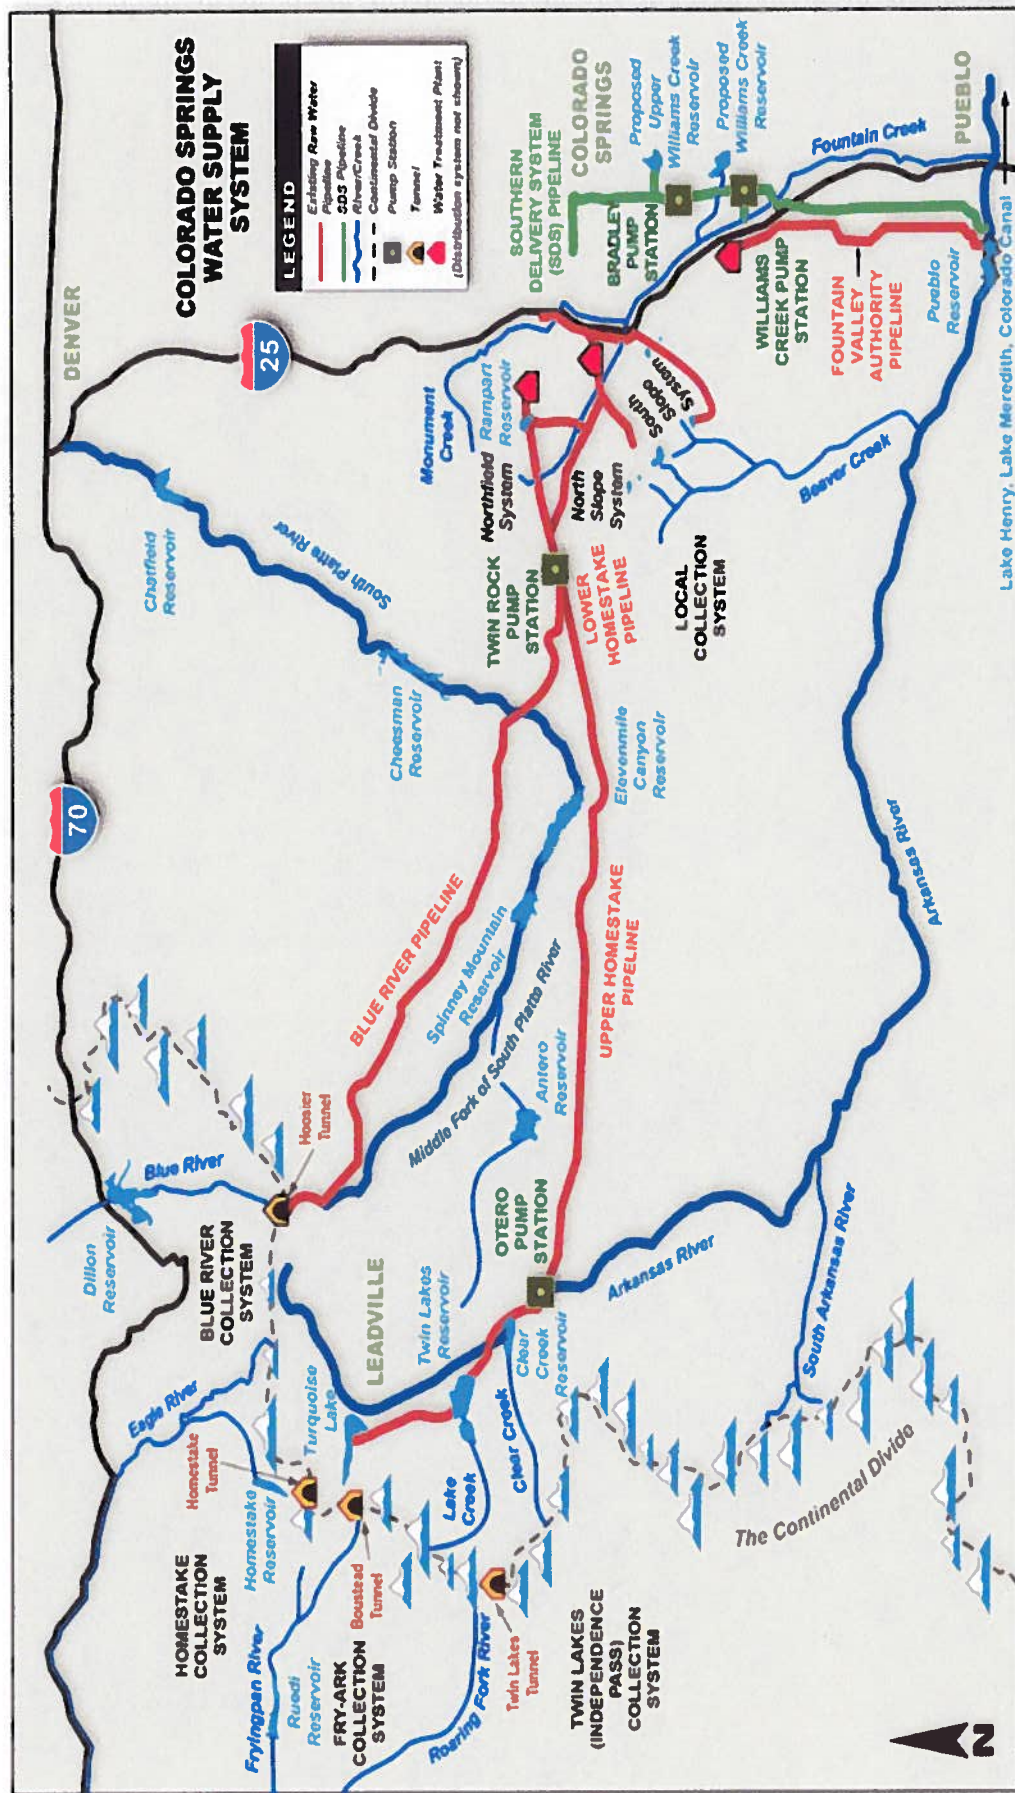 COLORADO SPRINGS
WATER SUPPLY
SYSTEM
LEGEND
Existing Raw Water
Pipeline
SDS Pipeline
River/Creek
Continental Divide
Pump Station
Tunnel
Water Treatment Plant
(Distribution system not shown)
DENVER
70
25
Chatfield
Reservoir
South Platte River
Cheesman
Reservoir
Dillon
Reservoir
Blue River
BLUE RIVER
COLLECTION
SYSTEM
Hoosier
Tunnel
BLUE RIVER PIPELINE
Spinney Mountain
Reservoir
Middle Fork of South Platte River
Antero
Reservoir
Elevenmile
Canyon
Reservoir
UPPER HOMESTAKE
PIPELINE
Eagle River
Homestake
Tunnel
Homestake
Reservoir
HOMESTAKE
COLLECTION
SYSTEM
Turquoise
Lake
LEADVILLE
Twin Lakes
Reservoir
OTERO
PUMP
STATION
Clear
Creek
Reservoir
Clear Creek
Lake
Creek
Boustead
Tunnel
Fryingpan River
Ruedi
Reservoir
FRY-ARK
COLLECTION
SYSTEM
Roaring Fork River
Twin Lakes
Tunnel
TWIN LAKES
(INDEPENDENCE
PASS)
COLLECTION
SYSTEM
The Continental Divide
South Arkansas River
Arkansas River
Arkansas River
Monument
Creek
Rampart
Reservoir
Northfield
System
North
Slope
System
South
Slope
System
TWIN ROCK
PUMP
STATION
LOWER
HOMESTAKE
PIPELINE
LOCAL
COLLECTION
SYSTEM
Beaver Creek
SOUTHERN
DELIVERY SYSTEM
(SDS) PIPELINE
COLORADO
SPRINGS
BRADLEY
PUMP
STATION
Proposed
Upper
Williams Creek
Reservoir
Proposed
Williams Creek
Reservoir
Fountain Creek
WILLIAMS
CREEK PUMP
STATION
FOUNTAIN
VALLEY
AUTHORITY
PIPELINE
Pueblo
Reservoir
PUEBLO
Lake Henry, Lake Meredith, Colorado Canal
N